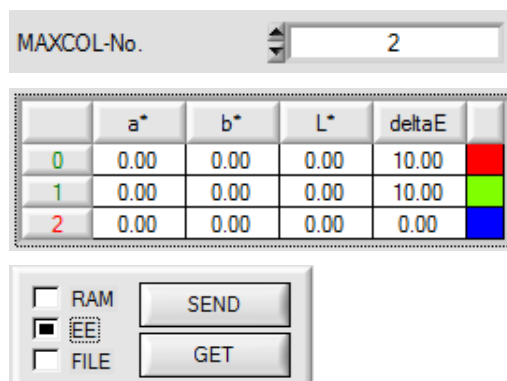 MAXCOL-No. 2
a* b* L* deltaE
0 0.00 0.00 0.00 10.00
1 0.00 0.00 0.00 10.00
2 0.00 0.00 0.00 0.00
RAM SEND
EE
FILE GET